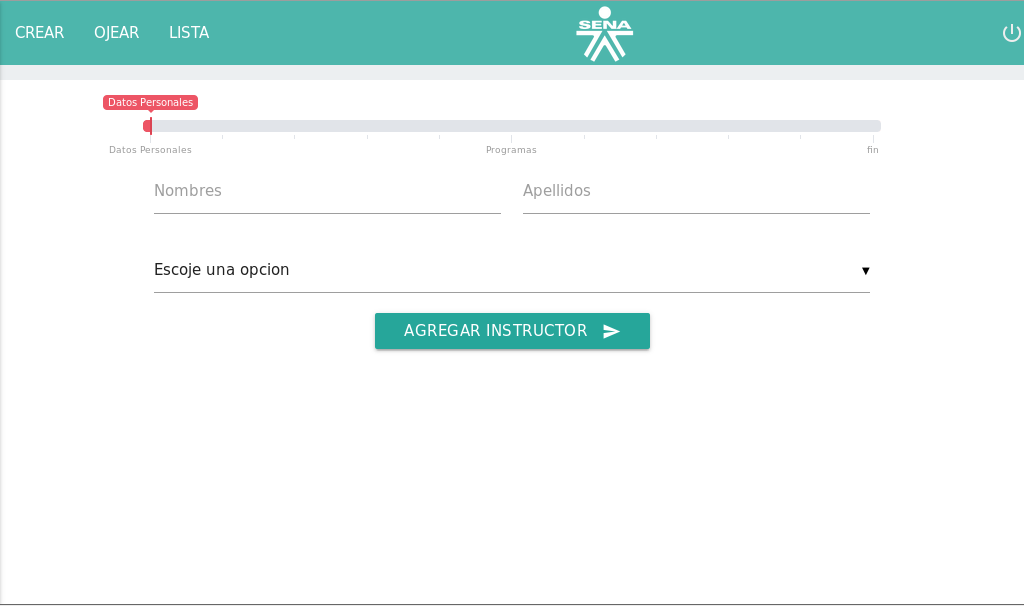 CREAR OJEAR LISTA
SENA
Datos Personales
Datos Personales Programas fin
Nombres Apellidos
Escoje una opcion
AGREGAR INSTRUCTOR